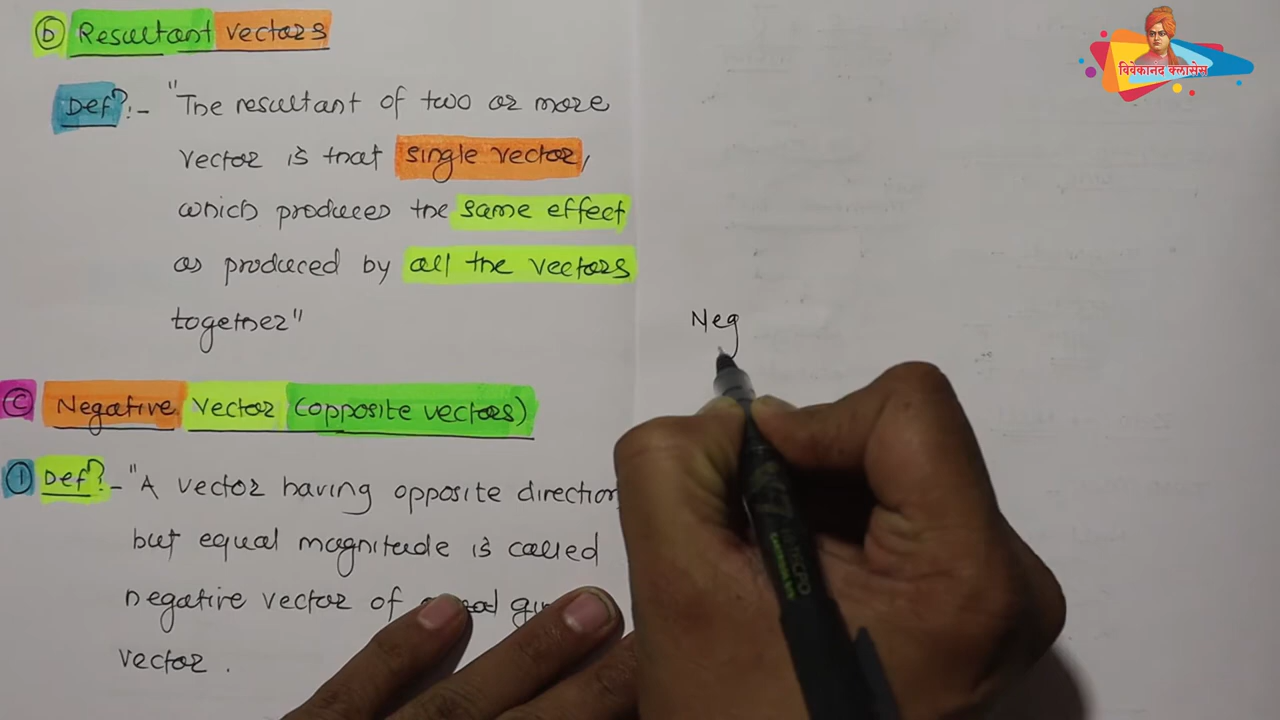 b Resultant vectors
Def? :- "The resultant of two or more
vector is that single vector,
which produces the same effect
as produced by all the vectors
together"
C Negative Vector (opposite vectors)
1 Def? - "A vector having opposite direction
but equal magnitude is called
negative vector of
vector.
Neg
विवेकानंद क्लासेस